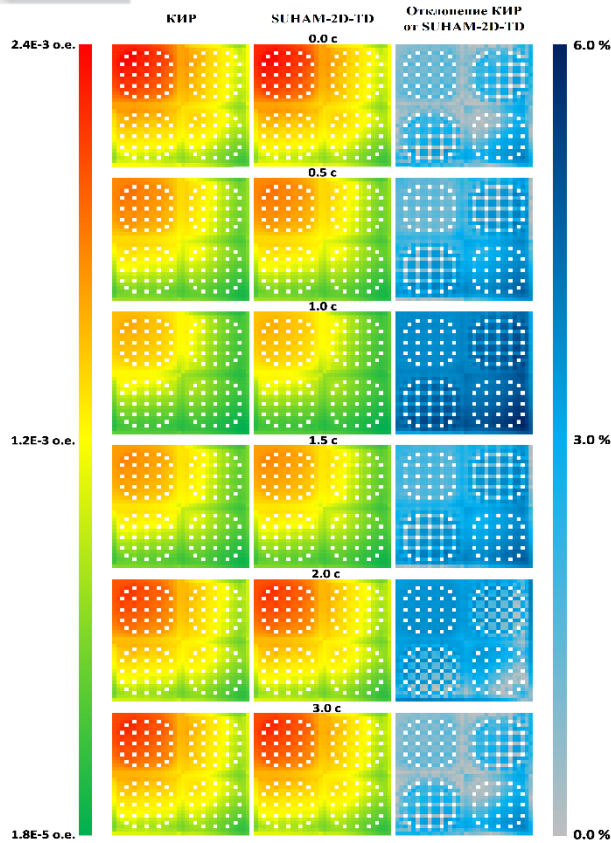 КИР
SUHAM-2D-TD
Отклонение КИР
от SUHAM-2D-TD
0.0 с
2.4E-3 о.е.
6.0 %
0.5 с
1.0 с
1.2E-3 о.е.
3.0 %
1.5 с
2.0 с
3.0 с
1.8E-5 о.е.
0.0 %